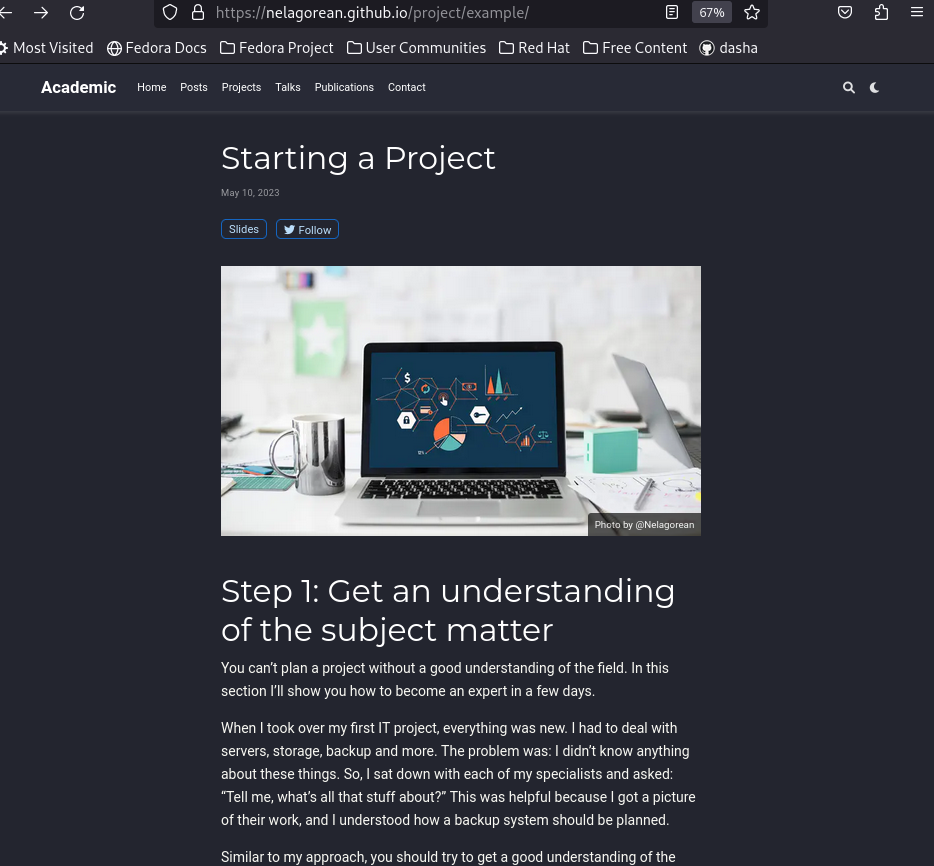 https://nelagorean.github.io/project/example/ 67%
Most Visited Fedora Docs Fedora Project User Communities Red Hat Free Content dasha
Academic Home Posts Projects Talks Publications Contact
Starting a Project
May 10, 2023
Slides Follow
$
Photo by @Nelagorean
Step 1: Get an understanding
of the subject matter
You can’t plan a project without a good understanding of the field. In this
section I’ll show you how to become an expert in a few days.
When I took over my first IT project, everything was new. I had to deal with
servers, storage, backup and more. The problem was: I didn’t know anything
about these things. So, I sat down with each of my specialists and asked:
“Tell me, what’s all that stuff about?” This was helpful because I got a picture
of their work, and I understood how a backup system should be planned.
Similar to my approach, you should try to get a good understanding of the